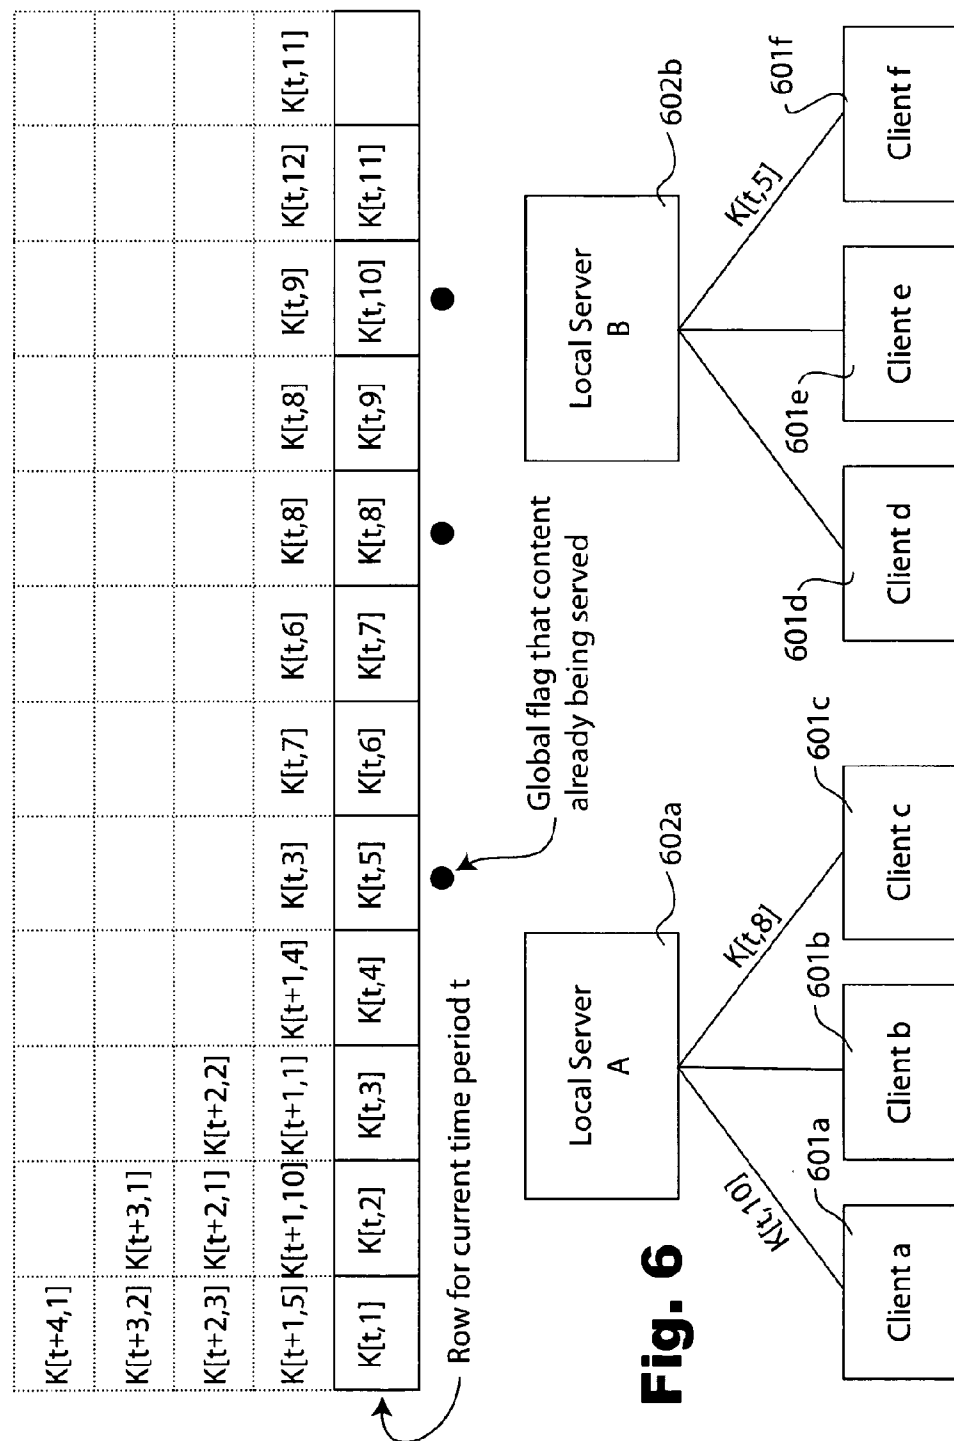 K[t+4,1]
K[t+3,2] K[t+3,1]
K[t+2,3] K[t+2,1] K[t+2,2]
K[t+1,5] K[t+1,10] K[t+1,1] K[t+1,4] K[t,3] K[t,7] K[t,6] K[t,8] K[t,8] K[t,9] K[t,12] K[t,11]
K[t,1] K[t,2] K[t,3] K[t,4] K[t,5] K[t,6] K[t,7] K[t,8] K[t,9] K[t,10] K[t,11]
Row for current time period t
Global flag that content
already being served
Local Server
A
602a
Local Server
B
602b
K[t,10]
K[t,8]
K[t,5]
601a
601b
601c
601d
601e
601f
Client a
Client b
Client c
Client d
Client e
Client f
Fig. 6